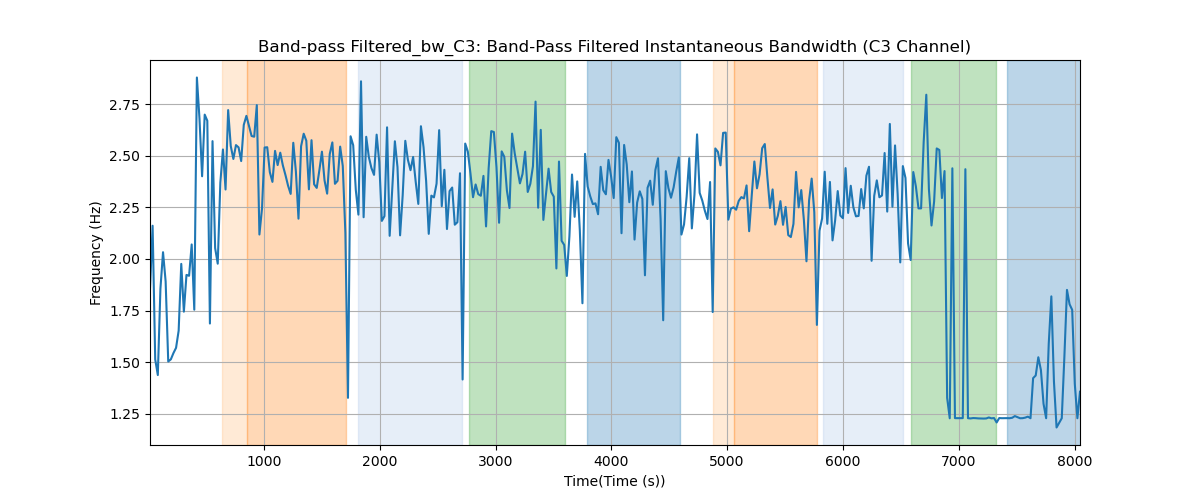 Band-pass Filtered_bw_C3: Band-Pass Filtered Instantaneous Bandwidth (C3 Channel)
Frequency (Hz)
2.75
2.50
2.25
2.00
1.75
1.50
1.25
1000 2000 3000 4000 5000 6000 7000 8000
Time(Time (s))